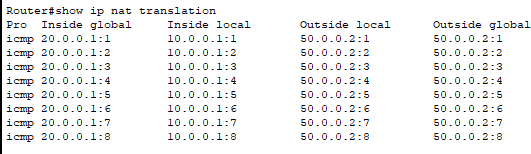 Router#show ip nat translation
Pro  Inside global     Inside local       Outside local      Outside global
icmp 20.0.0.1:1        10.0.0.1:1         50.0.0.2:1         50.0.0.2:1
icmp 20.0.0.1:2        10.0.0.1:2         50.0.0.2:2         50.0.0.2:2
icmp 20.0.0.1:3        10.0.0.1:3         50.0.0.2:3         50.0.0.2:3
icmp 20.0.0.1:4        10.0.0.1:4         50.0.0.2:4         50.0.0.2:4
icmp 20.0.0.1:5        10.0.0.1:5         50.0.0.2:5         50.0.0.2:5
icmp 20.0.0.1:6        10.0.0.1:6         50.0.0.2:6         50.0.0.2:6
icmp 20.0.0.1:7        10.0.0.1:7         50.0.0.2:7         50.0.0.2:7
icmp 20.0.0.1:8        10.0.0.1:8         50.0.0.2:8         50.0.0.2:8